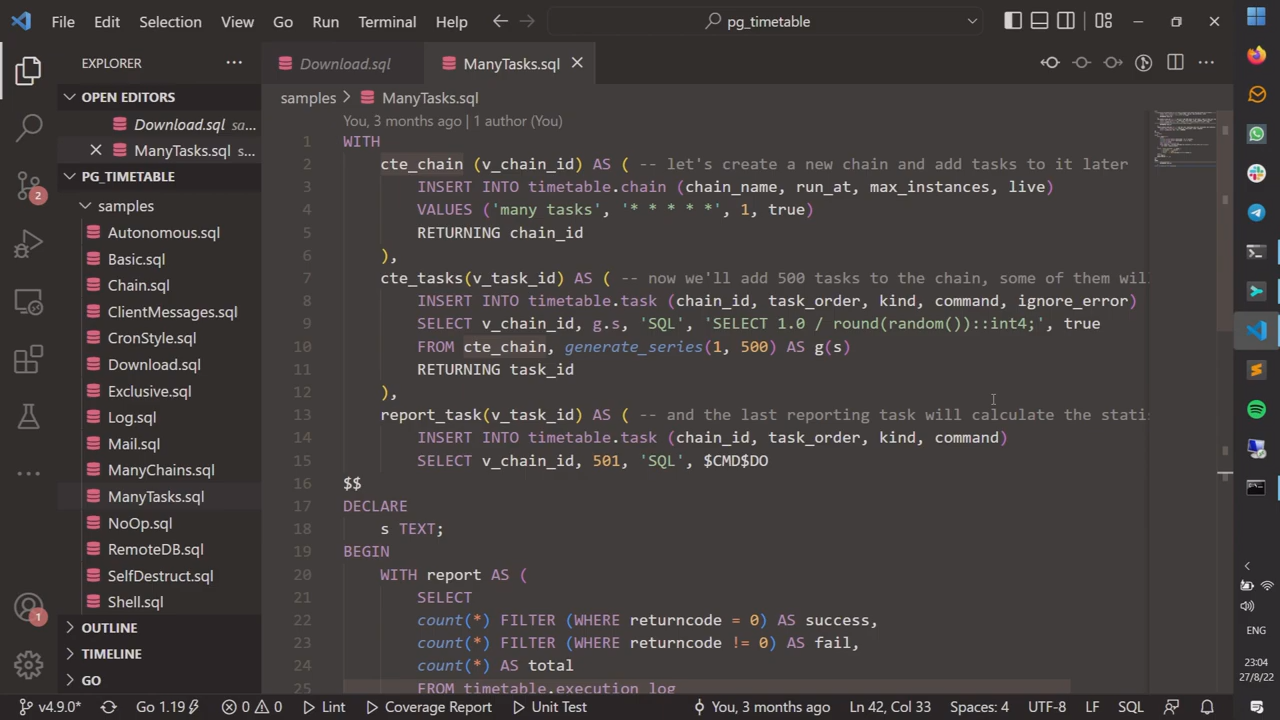 File Edit Selection View Go Run Terminal Help
pg_timetable
EXPLORER
OPEN EDITORS
Download.sql sa...
ManyTasks.sql s...
PG_TIMETABLE
samples
Autonomous.sql
Basic.sql
Chain.sql
ClientMessages.sql
CronStyle.sql
Download.sql
Exclusive.sql
Log.sql
Mail.sql
ManyChains.sql
ManyTasks.sql
NoOp.sql
RemoteDB.sql
SelfDestruct.sql
Shell.sql
OUTLINE
TIMELINE
GO
2
1
Download.sql
ManyTasks.sql
samples > ManyTasks.sql
You, 3 months ago | 1 author (You)
1 WITH
2 cte_chain (v_chain_id) AS ( -- let's create a new chain and add tasks to it later
3 INSERT INTO timetable.chain (chain_name, run_at, max_instances, live)
4 VALUES ('many tasks', '* * * * *', 1, true)
5 RETURNING chain_id
6 ),
7 cte_tasks(v_task_id) AS ( -- now we'll add 500 tasks to the chain, some of them will
8 INSERT INTO timetable.task (chain_id, task_order, kind, command, ignore_error)
9 SELECT v_chain_id, g.s, 'SQL', 'SELECT 1.0 / round(random())::int4;', true
10 FROM cte_chain, generate_series(1, 500) AS g(s)
11 RETURNING task_id
12 ),
13 report_task(v_task_id) AS ( -- and the last reporting task will calculate the statis
14 INSERT INTO timetable.task (chain_id, task_order, kind, command)
15 SELECT v_chain_id, 501, 'SQL', $CMD$DO
16 $$
17 DECLARE
18 s TEXT;
19 BEGIN
20 WITH report AS (
21 SELECT
22 count(*) FILTER (WHERE returncode = 0) AS success,
23 count(*) FILTER (WHERE returncode != 0) AS fail,
24 count(*) AS total
25 FROM timetable.execution_log
v4.9.0* Go 1.19 0 0 Lint Coverage Report Unit Test You, 3 months ago Ln 42, Col 33 Spaces: 4 UTF-8 LF SQL
ENG
23:04
27/8/22